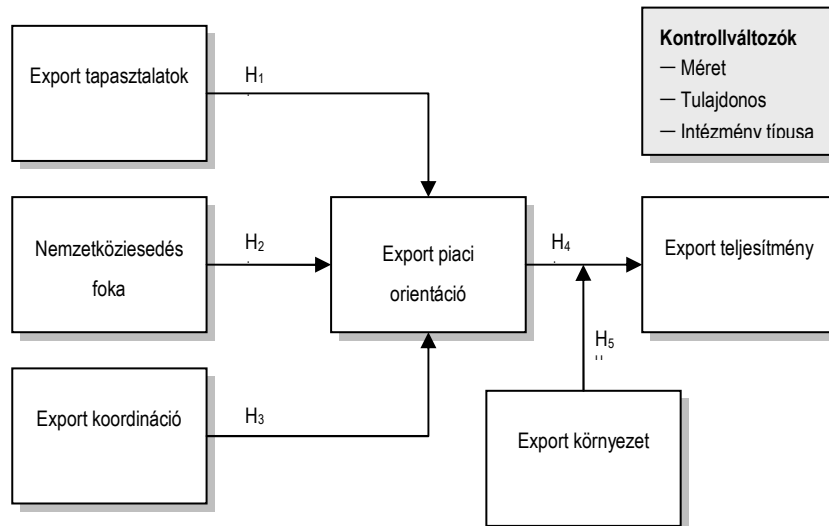 Export tapasztalatok
H1
Kontrollváltozók
— Méret
— Tulajdonos
— Intézmény típusa
Nemzetköziesedés
foka
H2
Export piaci
orientáció
H4
Export teljesítmény
H5
Export koordináció
H3
Export környezet